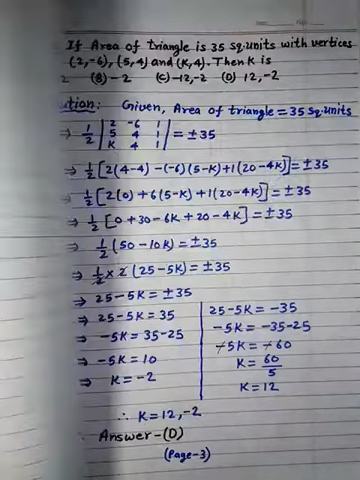 If Area of triangle is 35 sq.units with vertices
(2,-6), (5,4) and (K,4). Then K is
2 (B) -2 (C) -12,-2 (D) 12,-2
ution: Given, Area of triangle = 35 Sq.units
⇒ 1/2 | 2 -6 1 | = ±35
| 5 4 1 |
| K 4 1 |
⇒ 1/2 [2(4-4) -(-6)(5-K)+1(20-4K)] = ±35
⇒ 1/2 [2(0)+6(5-K)+1(20-4K)] = ±35
⇒ 1/2 [0+30-6K+20-4K] = ±35
⇒ 1/2 (50-10K) = ±35
⇒ 1/2 × 2 (25-5K) = ±35
⇒ 25-5K = ±35
⇒ 25-5K = 35
⇒ -5K = 35-25
⇒ -5K = 10
⇒ K = -2
25-5K = -35
-5K = -35-25
-5K = -60
K = 60/5
K = 12
∴ K = 12,-2
Answer-(D)
(Page-3)